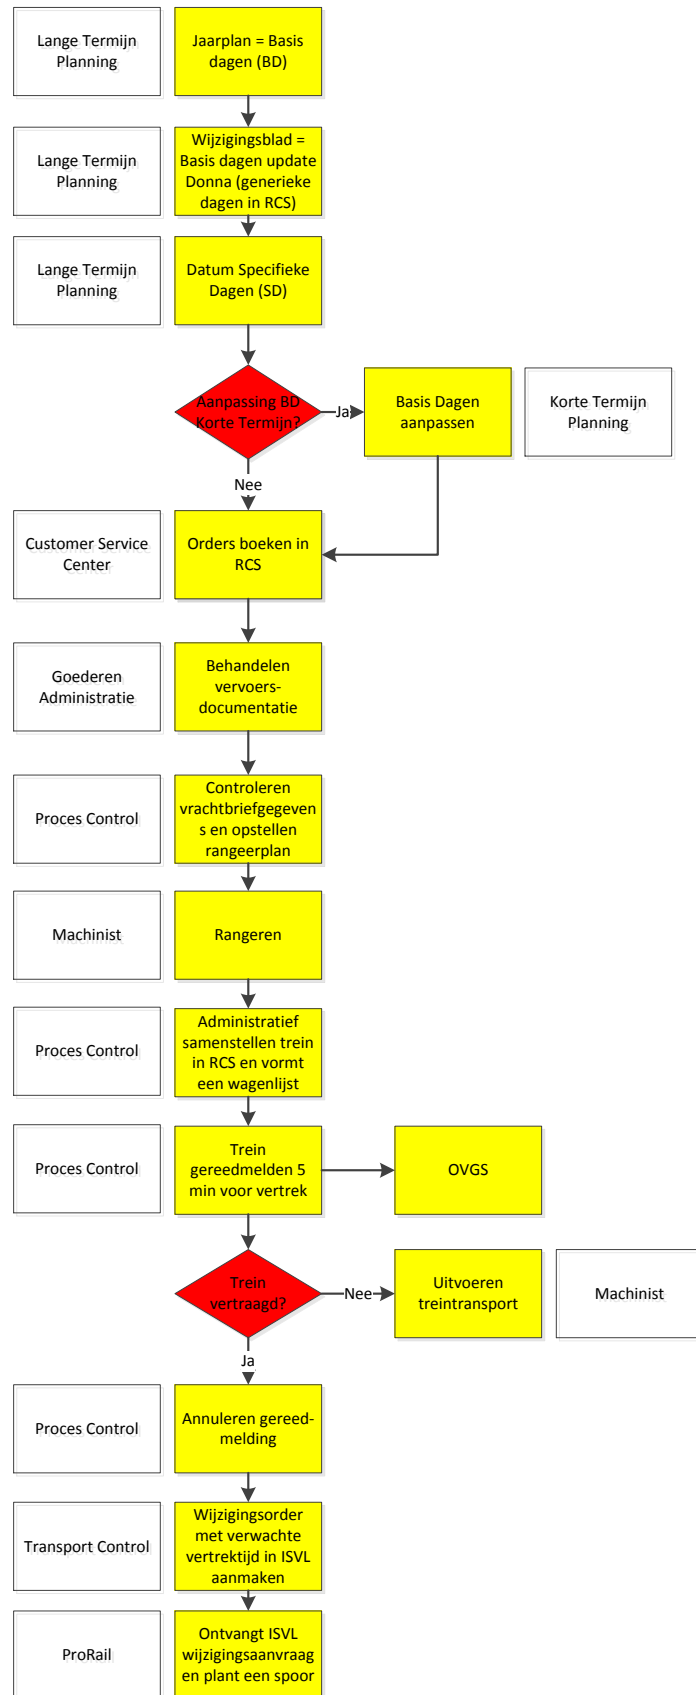 Lange Termijn
Planning
Jaarplan = Basis
dagen (BD)
Lange Termijn
Planning
Wijzigingsblad =
Basis dagen update
Donna (generieke
dagen in RCS)
Lange Termijn
Planning
Datum Specifieke
Dagen (SD)
Aanpassing BD
Korte Termijn?
Ja
Basis Dagen
aanpassen
Korte Termijn
Planning
Nee
Customer Service
Center
Orders boeken in
RCS
Goederen
Administratie
Behandelen
vervoers-
documentatie
Proces Control
Controleren
vrachtbriefgegeven
s en opstellen
rangeerplan
Machinist
Rangeren
Proces Control
Administratief
samenstellen trein
in RCS en vormt
een wagenlijst
Proces Control
Trein
gereedmelden 5
min voor vertrek
OVGS
Trein
vertraagd?
Nee
Uitvoeren
treintransport
Machinist
Ja
Proces Control
Annuleren gereed-
melding
Transport Control
Wijzigingsorder
met verwachte
vertrektijd in ISVL
aanmaken
ProRail
Ontvangt ISVL
wijzigingsaanvraag
en plant een spoor